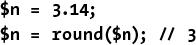 $n = 3.14;
$n = round($n); // 3